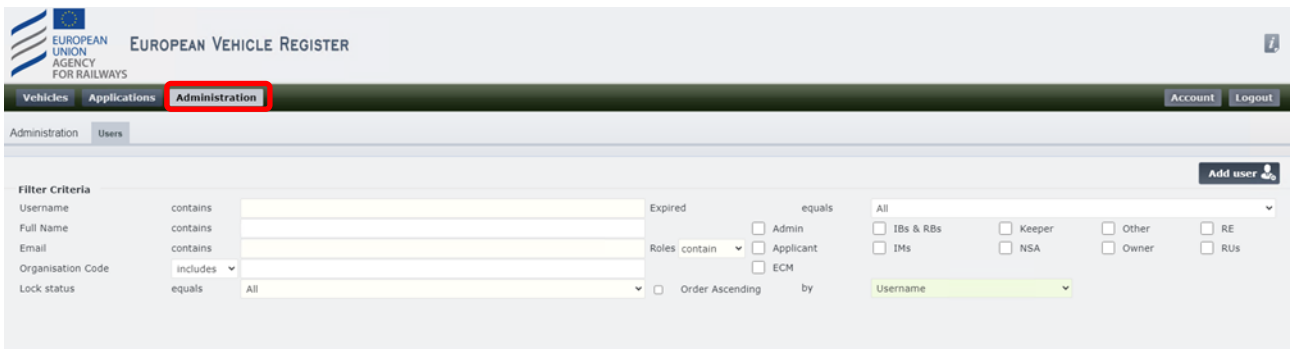 EUROPEAN
UNION
AGENCY
FOR RAILWAYS
EUROPEAN VEHICLE REGISTER
i
Vehicles Applications Administration Account Logout
Administration Users
Add user
Filter Criteria
Username contains Expired equals All
Full Name contains Admin IBs & RBs Keeper Other RE
Email contains Roles contain Applicant IMs NSA Owner RUs
Organisation Code includes ECM
Lock status equals All Order Ascending by Username